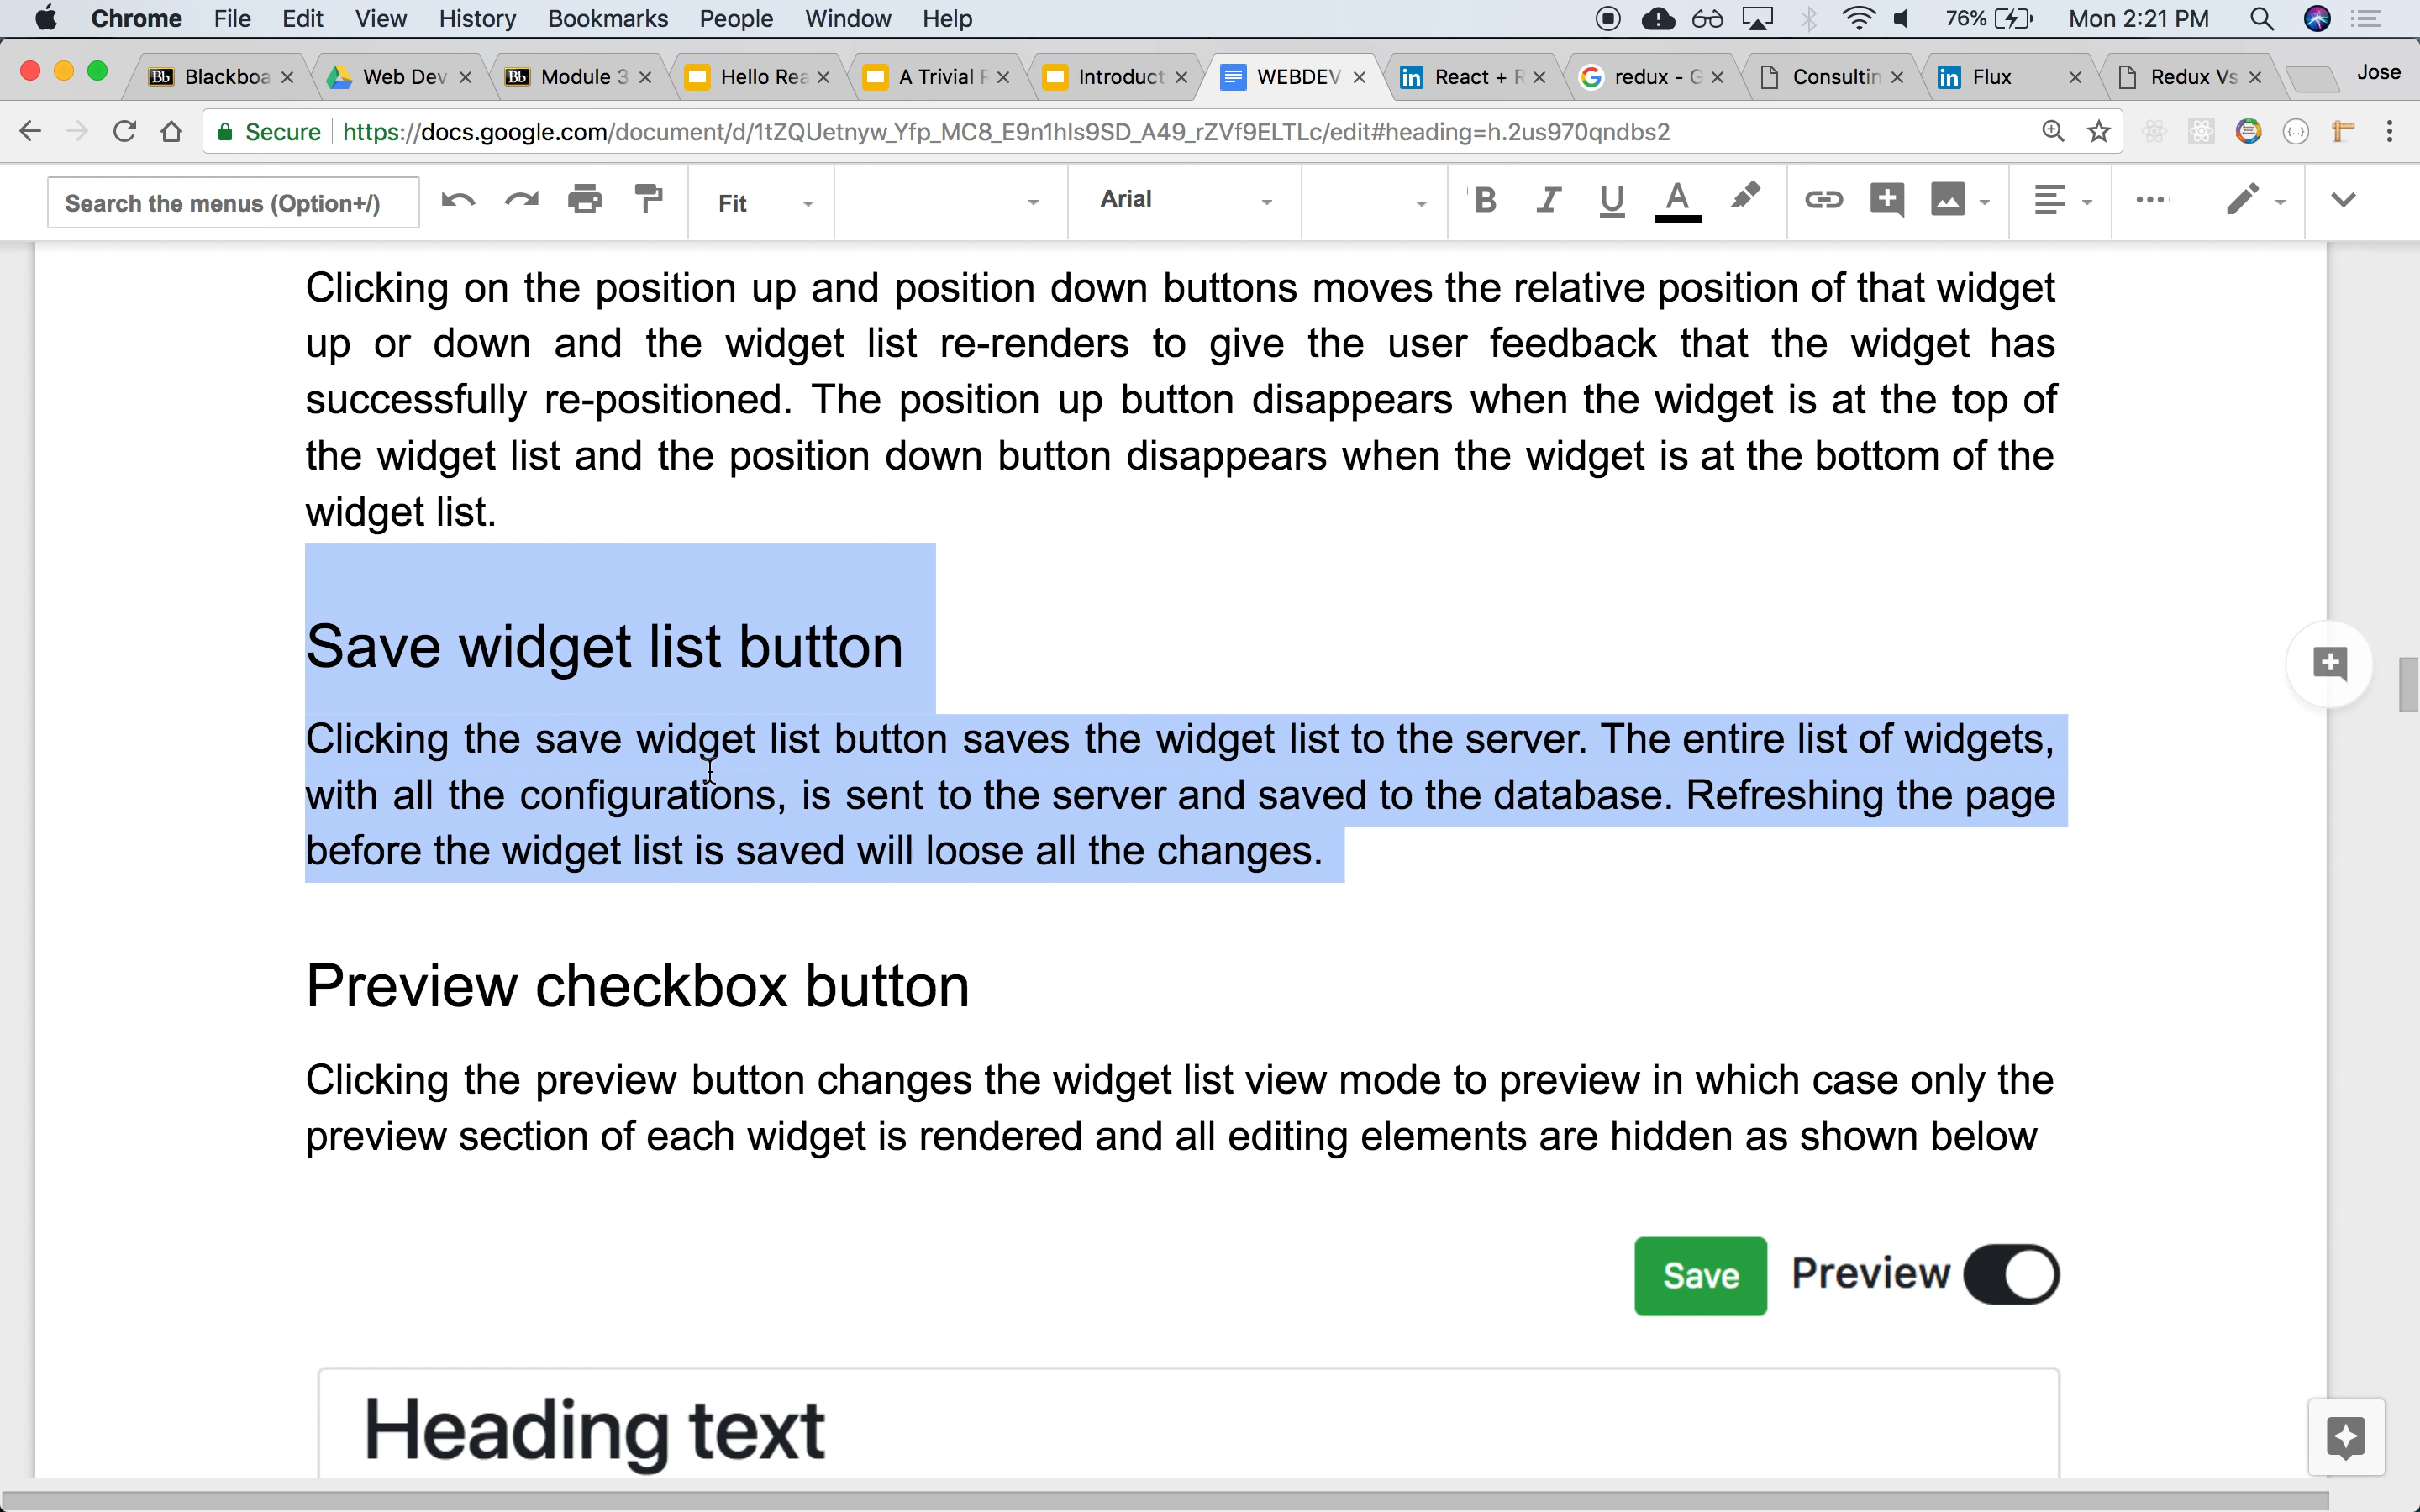 Chrome File Edit View History Bookmarks People Window Help 76% Mon 2:21 PM
Blackboa Web Dev Module 3 Hello Rea A Trivial Introduct WEBDEV React + R redux - G Consultin Flux Redux Vs Jose
Secure https://docs.google.com/document/d/1tZQUetnyw_Yfp_MC8_E9n1hls9SD_A49_rZVf9ELTLc/edit#heading=h.2us970qndbs2
Search the menus (Option+/) Fit Arial B I U A
Clicking on the position up and position down buttons moves the relative position of that widget
up or down and the widget list re-renders to give the user feedback that the widget has
successfully re-positioned. The position up button disappears when the widget is at the top of
the widget list and the position down button disappears when the widget is at the bottom of the
widget list.
Save widget list button
Clicking the save widget list button saves the widget list to the server. The entire list of widgets,
with all the configurations, is sent to the server and saved to the database. Refreshing the page
before the widget list is saved will loose all the changes.
Preview checkbox button
Clicking the preview button changes the widget list view mode to preview in which case only the
preview section of each widget is rendered and all editing elements are hidden as shown below
Save Preview
Heading text